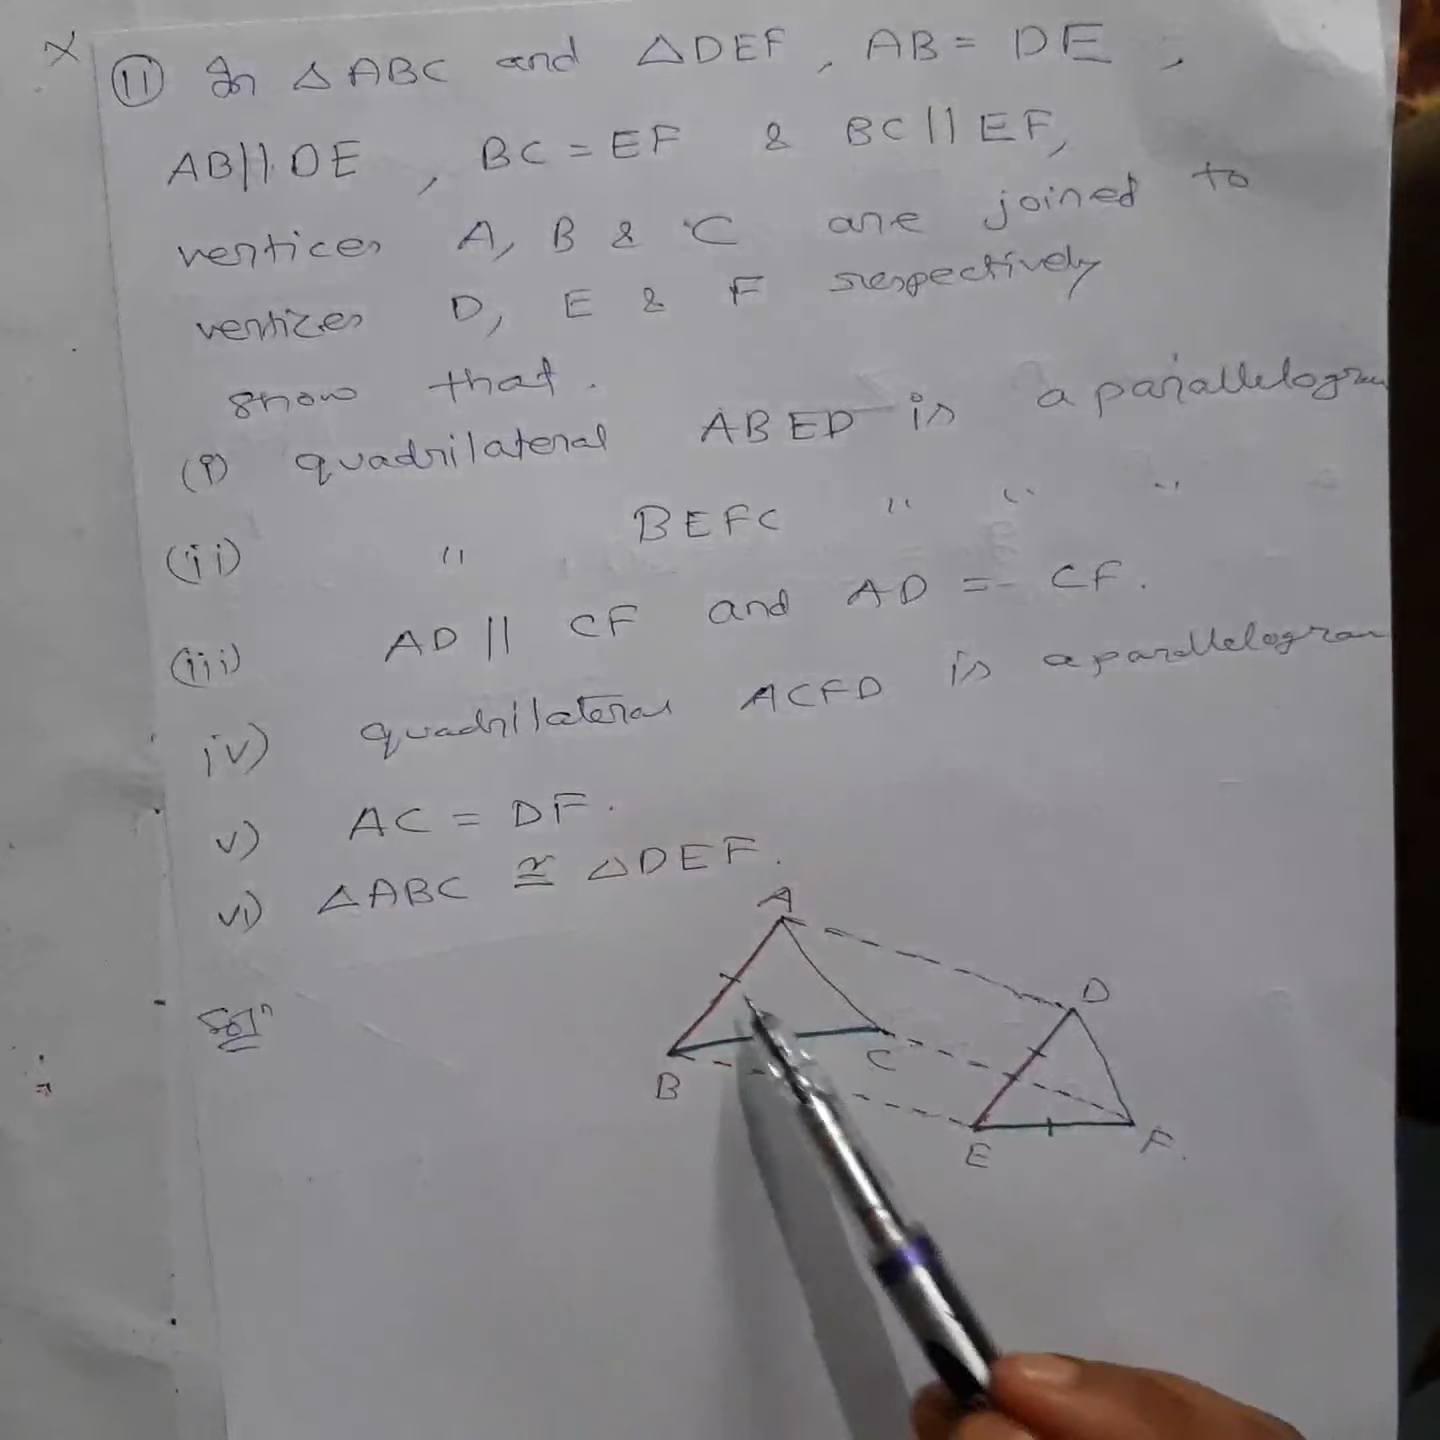 X
(11) In △ABC and △DEF, AB = DE,
AB || DE, BC = EF & BC || EF,
vertices A, B & C are joined to
vertices D, E & F respectively
show that.
(i) quadrilateral ABED is a parallelogram
(ii) " BEFC " " "
(iii) AD || CF and AD = CF.
iv) quadrilateral ACFD is a parallelogram
v) AC = DF.
vi) △ABC ≅ △DEF.
Soln
A
D
B
C
E
F.